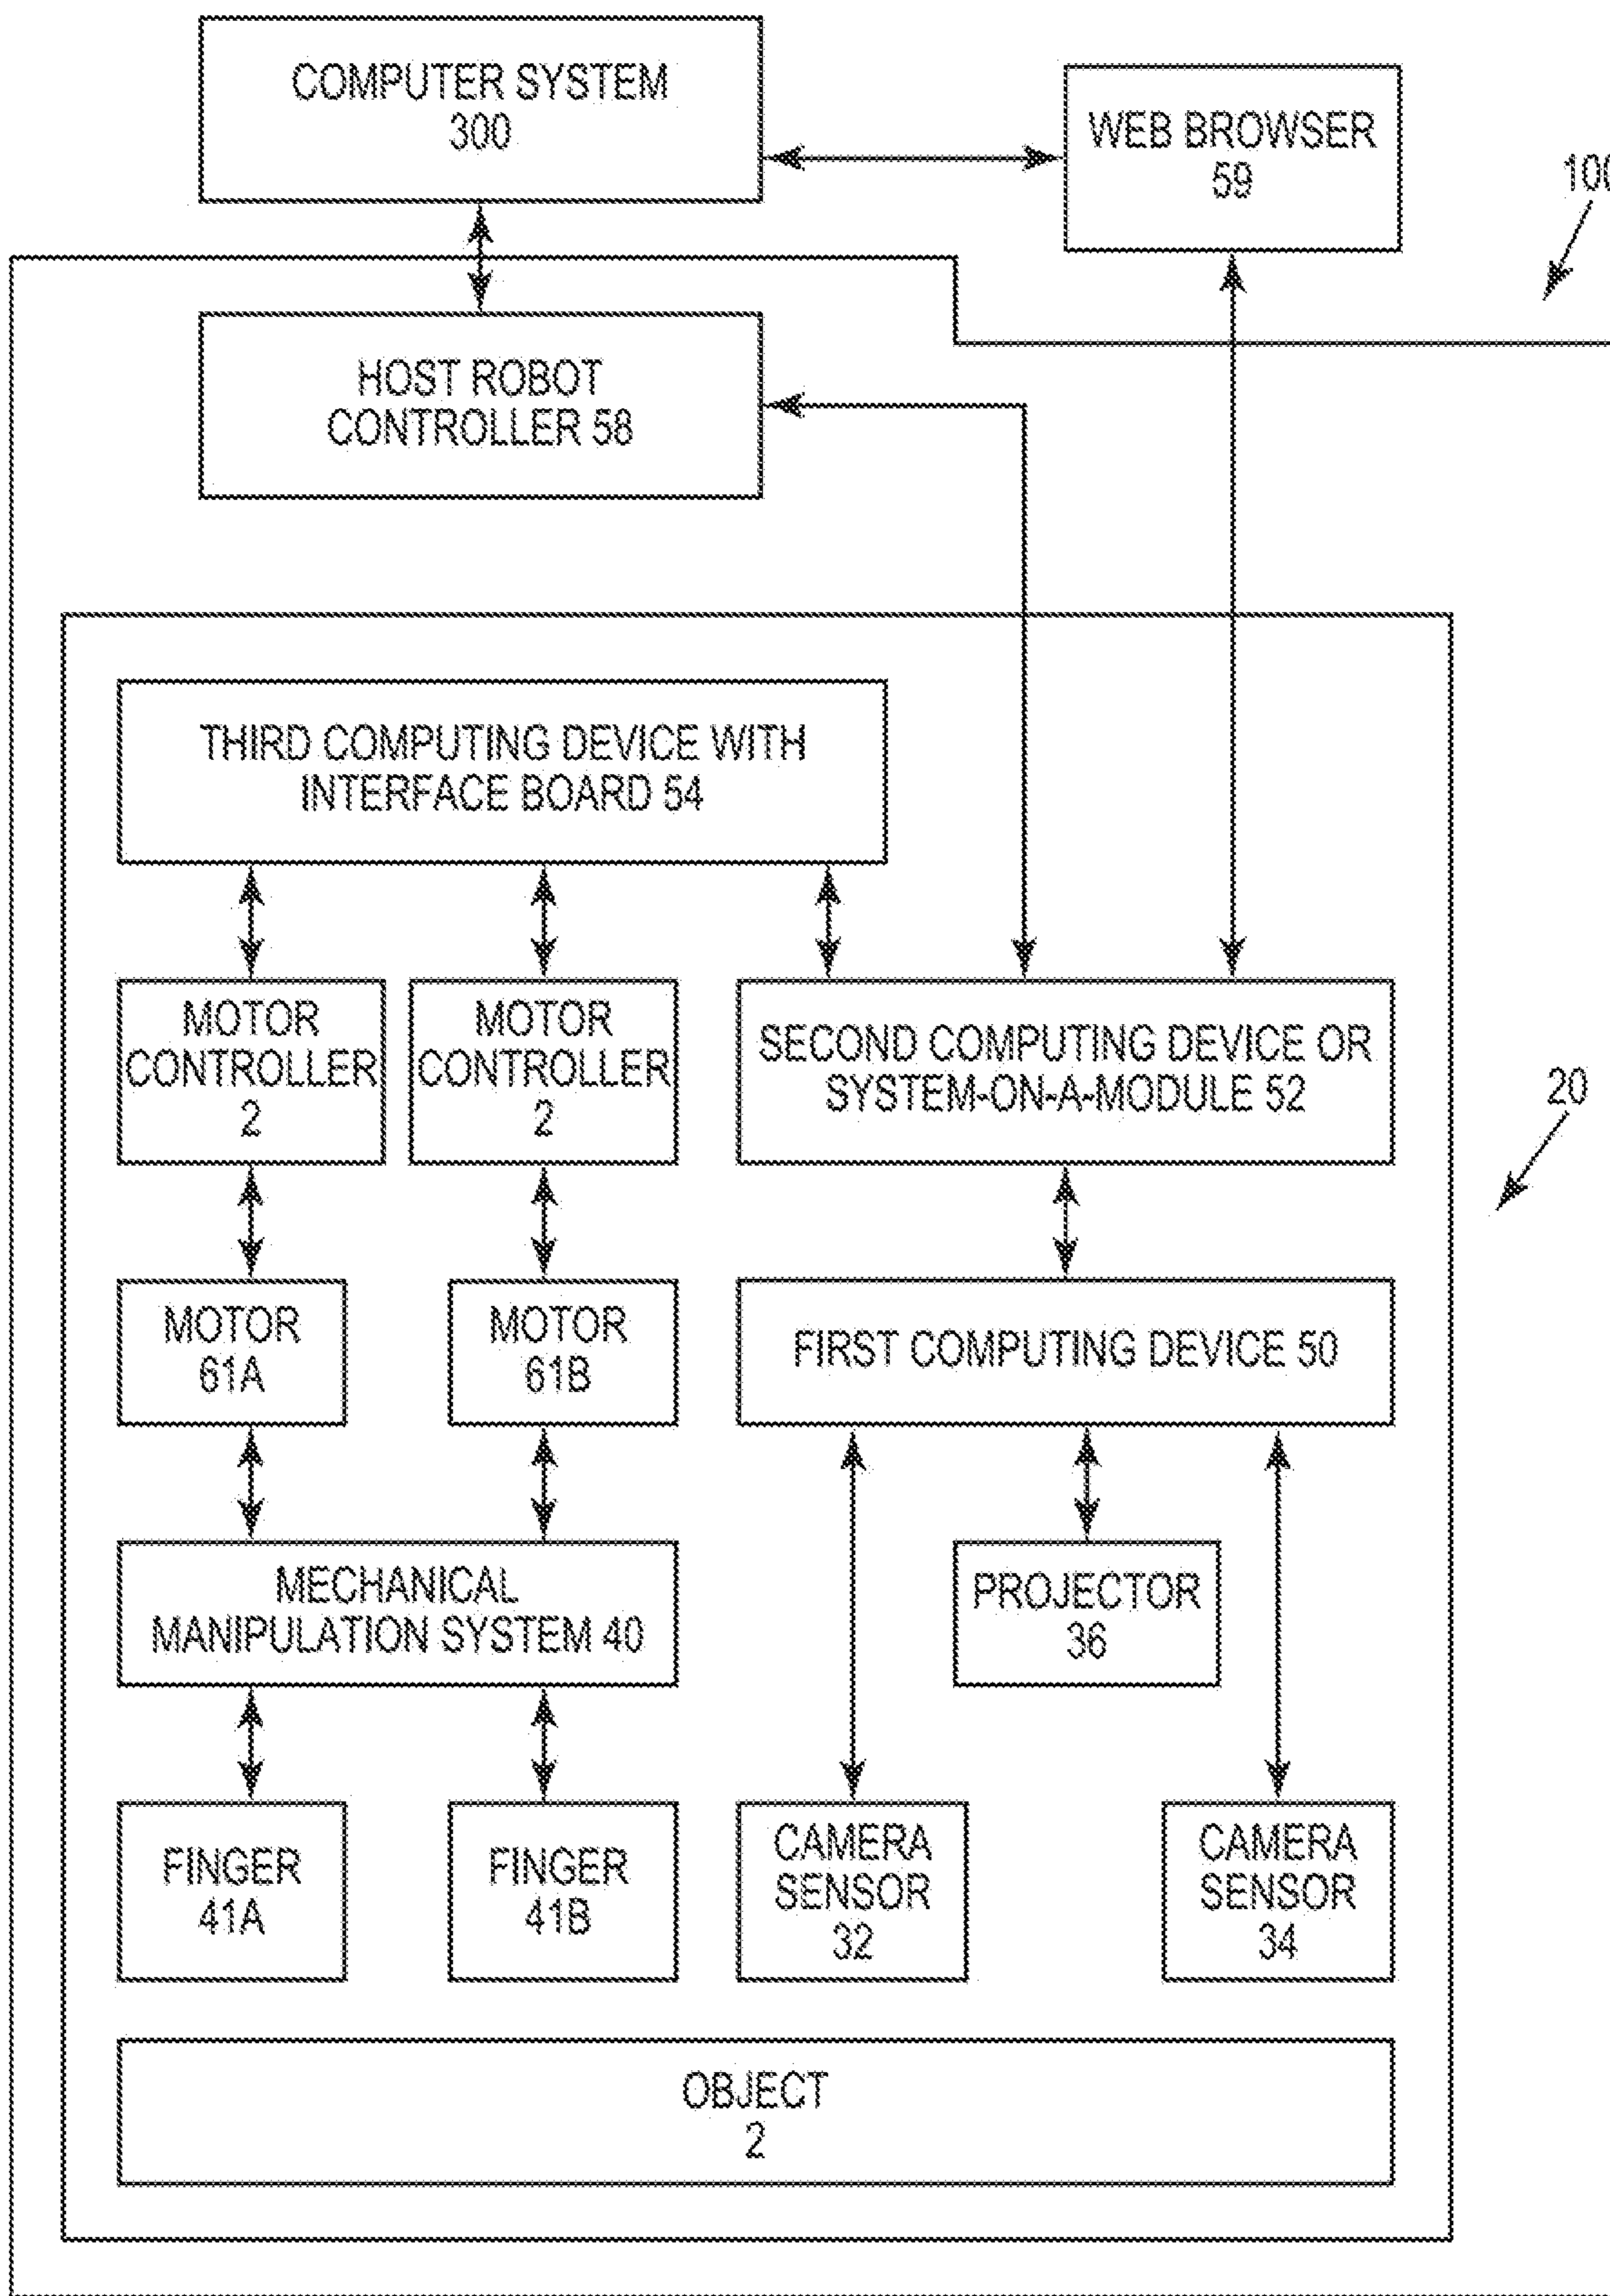 COMPUTER SYSTEM
300
WEB BROWSER
59
100
HOST ROBOT
CONTROLLER 58
THIRD COMPUTING DEVICE WITH
INTERFACE BOARD 54
MOTOR
CONTROLLER
2
MOTOR
CONTROLLER
2
SECOND COMPUTING DEVICE OR
SYSTEM-ON-A-MODULE 52
20
MOTOR
61A
MOTOR
61B
FIRST COMPUTING DEVICE 50
MECHANICAL
MANIPULATION SYSTEM 40
PROJECTOR
36
FINGER
41A
FINGER
41B
CAMERA
SENSOR
32
CAMERA
SENSOR
34
OBJECT
2